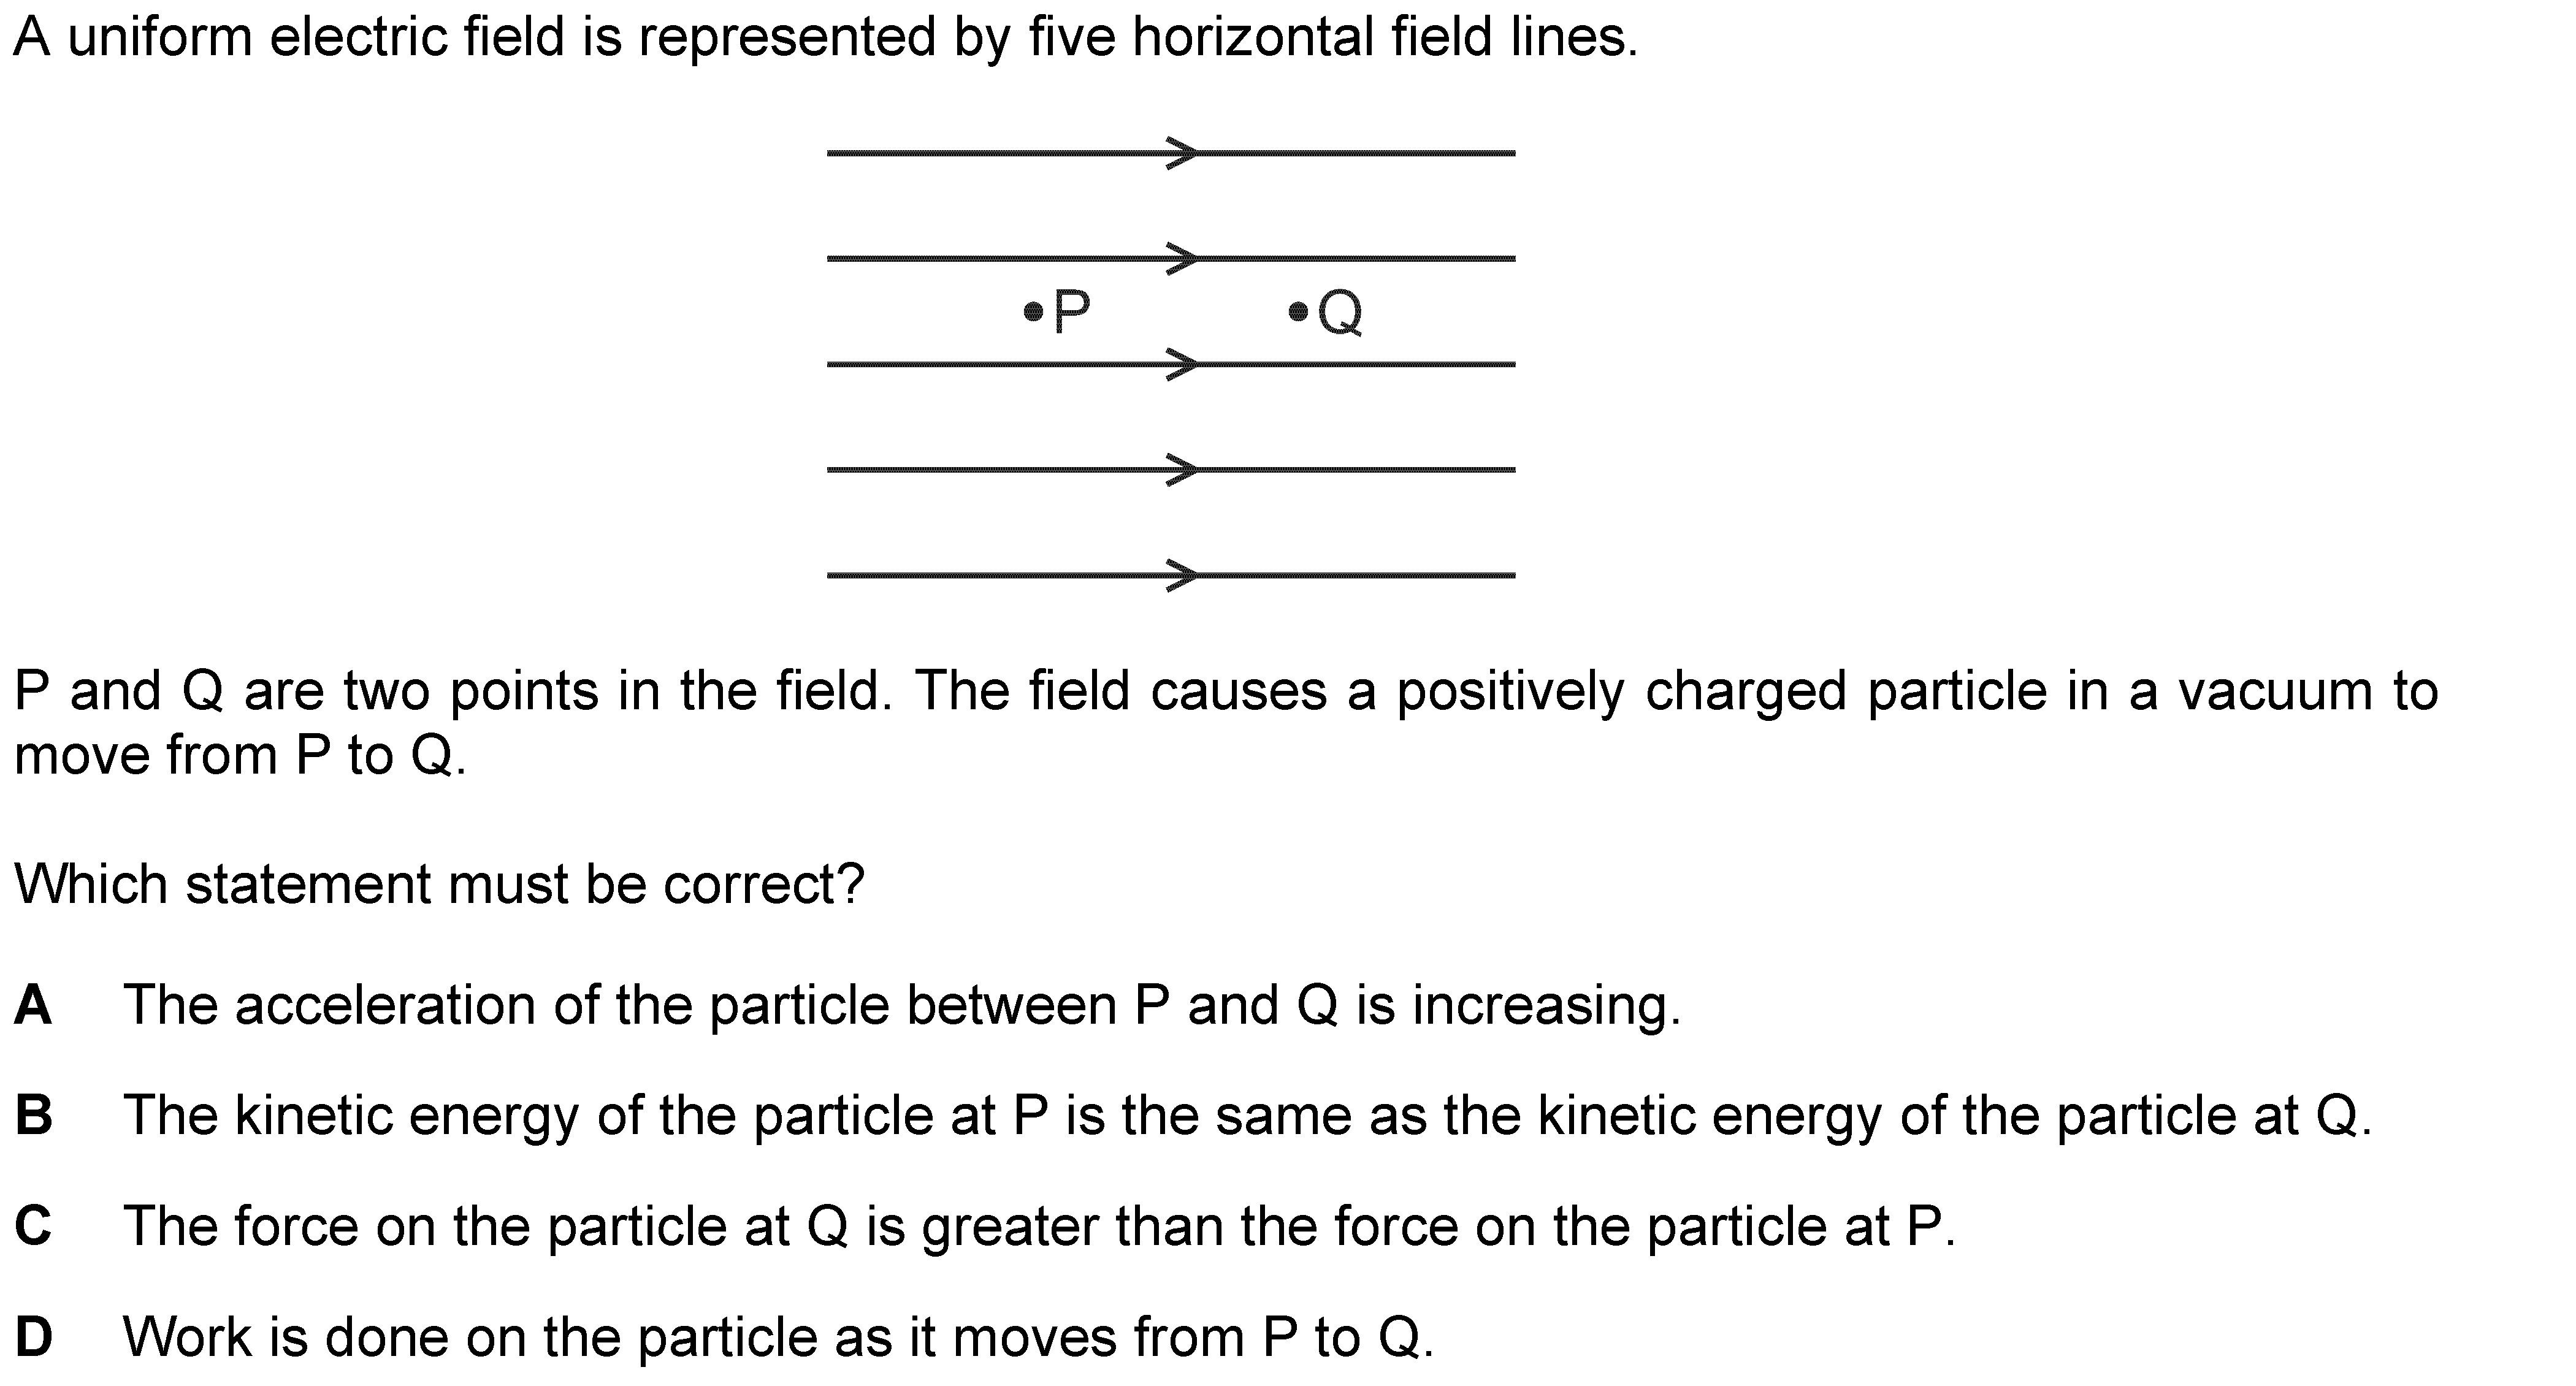 A uniform electric field is represented by five horizontal field lines.
P
Q
P and Q are two points in the field. The field causes a positively charged particle in a vacuum to
move from P to Q.
Which statement must be correct?
A The acceleration of the particle between P and Q is increasing.
B The kinetic energy of the particle at P is the same as the kinetic energy of the particle at Q.
C The force on the particle at Q is greater than the force on the particle at P.
D Work is done on the particle as it moves from P to Q.